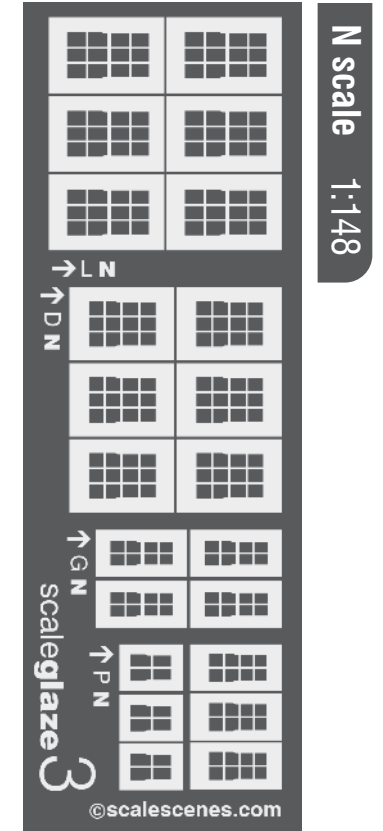 N scale 1:148
→ L N
→ D N
→ G N
→ P N
scaleglaze 3
©scalescenes.com